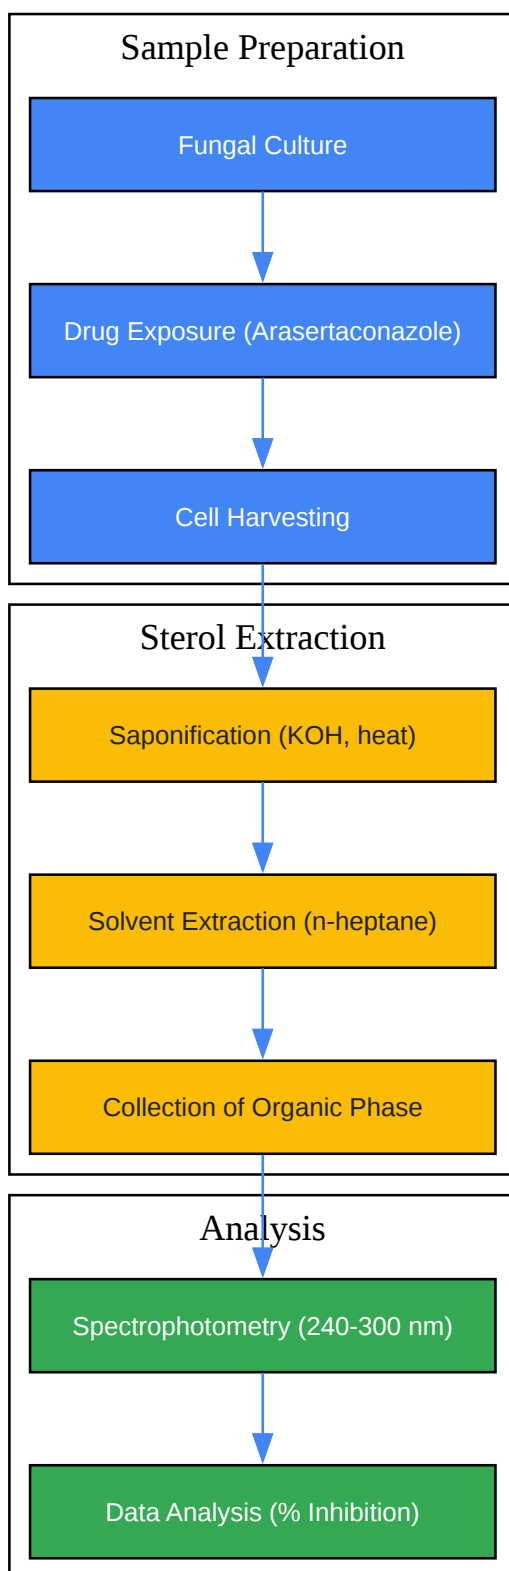 Sample Preparation
Fungal Culture
Drug Exposure (Arasertaconazole)
Cell Harvesting
Sterol Extraction
Saponification (KOH, heat)
Solvent Extraction (n-heptane)
Collection of Organic Phase
Analysis
Spectrophotometry (240-300 nm)
Data Analysis (% Inhibition)